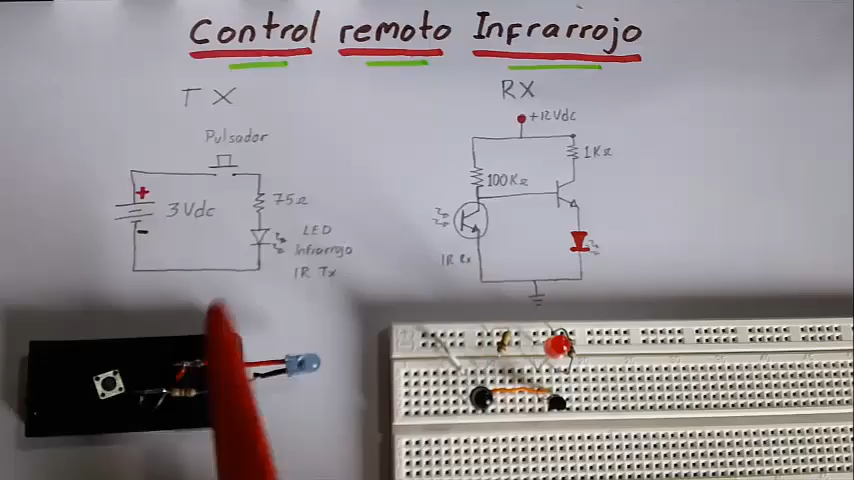 Control remoto Infrarrojo
TX
RX
+12Vdc
Pulsador
1KΩ
100KΩ
+
3Vdc
-
75Ω
LED
Infrarrojo
IR Tx
IR Rx